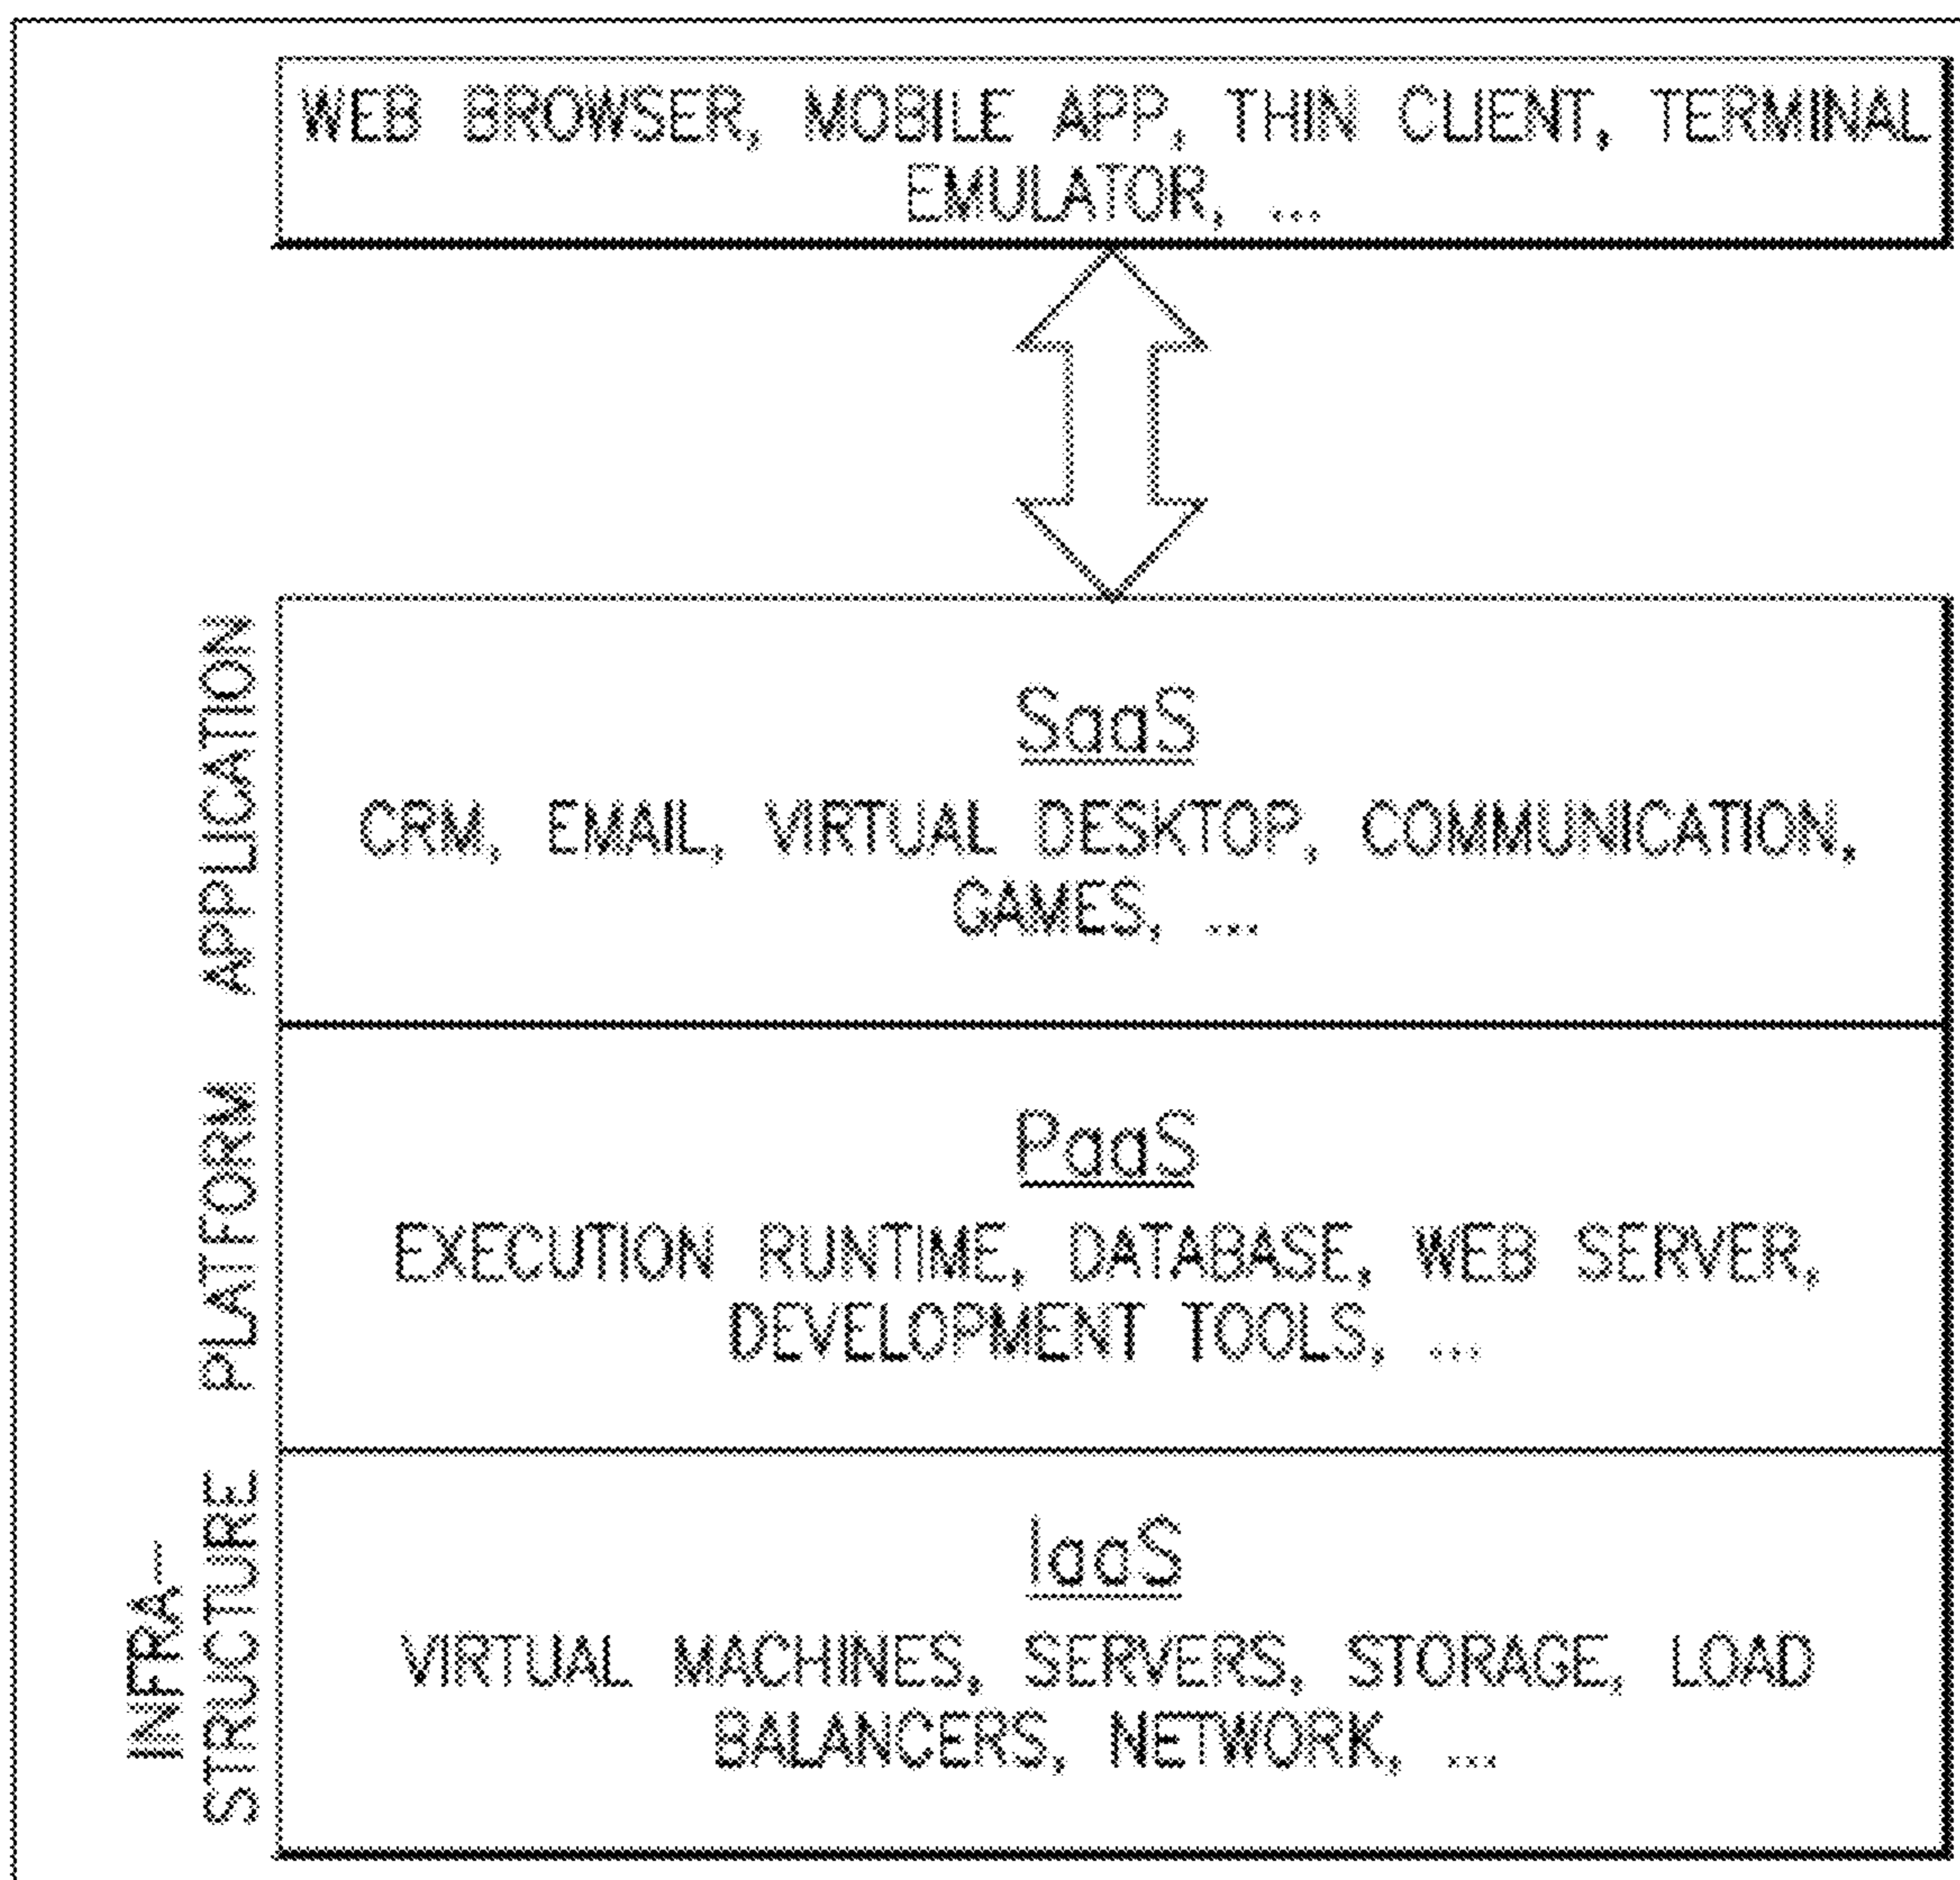 WEB BROWSER, MOBILE APP, THIN CLIENT, TERMINAL
EMULATOR, ...
APPLICATION
SaaS
CRM, EMAIL, VIRTUAL DESKTOP, COMMUNICATION,
GAMES, ...
PLATFORM
PaaS
EXECUTION RUNTIME, DATABASE, WEB SERVER,
DEVELOPMENT TOOLS, ...
INFRA-
STRUCTURE
IaaS
VIRTUAL MACHINES, SERVERS, STORAGE, LOAD
BALANCERS, NETWORK, ...